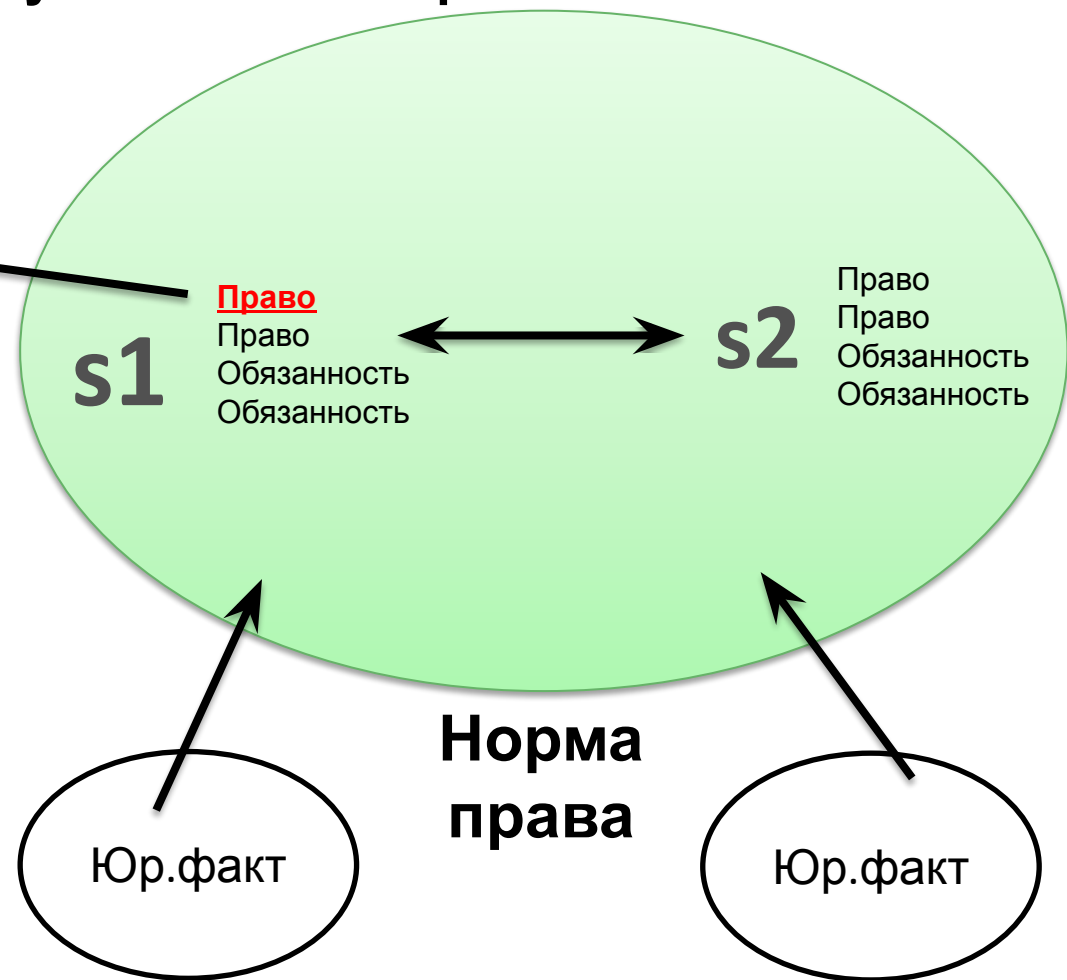 Право
Право
Обязанность
Обязанность
s1
Право
Право
Обязанность
Обязанность
s2
Норма
права
Юр.факт
Юр.факт